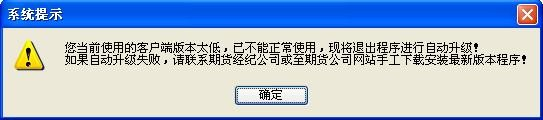 系统提示
您当前使用的客户端版本太低，已不能正常使用，现将退出程序进行自动升级!
如果自动升级失败，请联系期货经纪公司或至期货公司网站手工下载安装最新版本程序!
确定